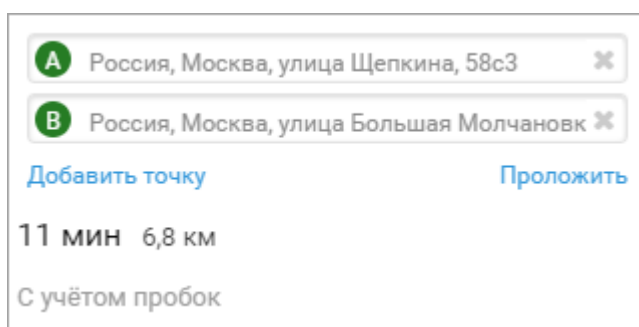 A Россия, Москва, улица Щепкина, 58с3
B Россия, Москва, улица Большая Молчановк
Добавить точку Проложить
11 мин 6,8 км
С учётом пробок